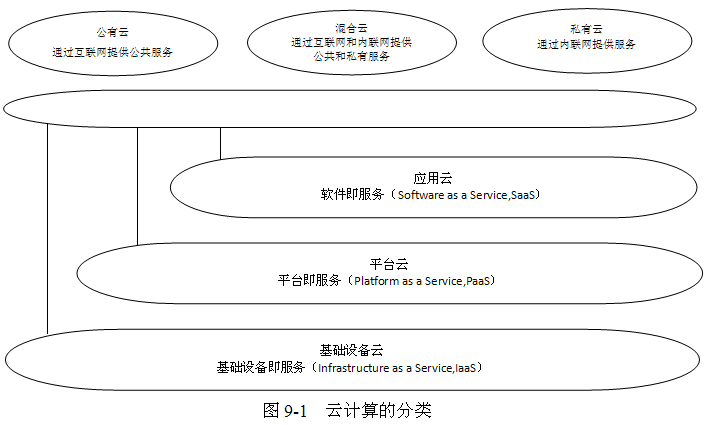 公有云
通过互联网提供公共服务
混合云
通过互联网和内联网提供
公共和私有服务
私有云
通过内联网提供服务
应用云
软件即服务（Software as a Service,SaaS）
平台云
平台即服务（Platform as a Service,PaaS）
基础设备云
基础设备即服务（Infrastructure as a Service,IaaS）
图 9-1 云计算的分类